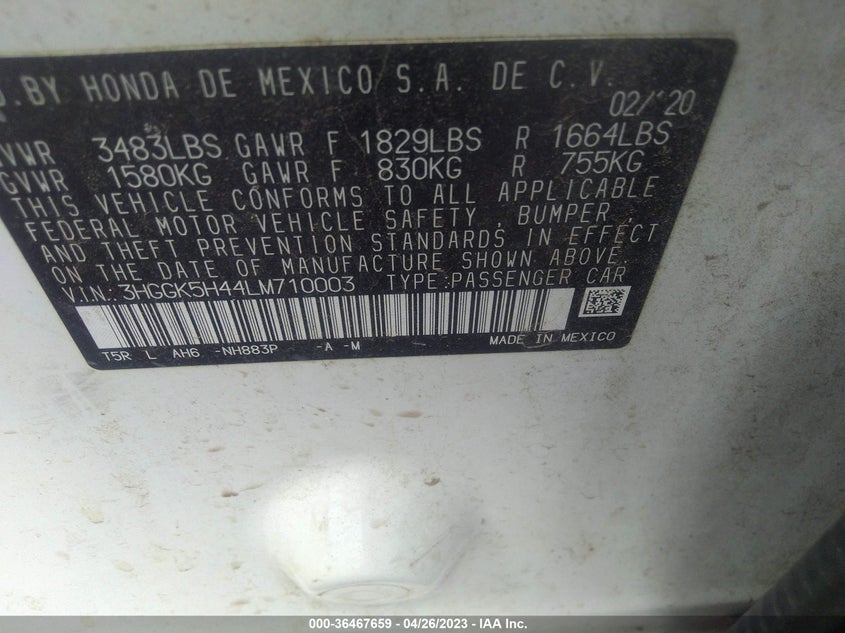 D.BY HONDA DE MEXICO S.A. DE C.V.
02/'20
VWR 3483LBS GAWR F 1829LBS R 1664LBS
GVWR 1580KG GAWR F 830KG R 755KG
THIS VEHICLE CONFORMS TO ALL APPLICABLE
FEDERAL MOTOR VEHICLE SAFETY, BUMPER,
AND THEFT PREVENTION STANDARDS IN EFFECT
ON THE DATE OF MANUFACTURE SHOWN ABOVE.
V.I.N.: 3HGGK5H44LM710003 TYPE:PASSENGER CAR
T5R L AH6 -NH883P -A -M MADE IN MEXICO
000-36467659 - 04/26/2023 - IAA Inc.